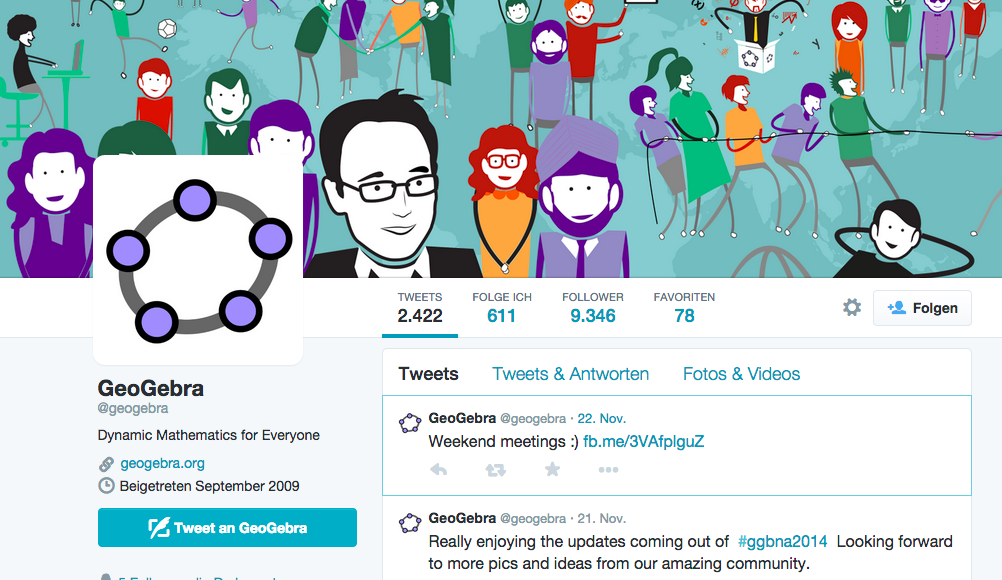 TWEETS FOLGE ICH FOLLOWER FAVORITEN
2.422 611 9.346 78
Folgen
GeoGebra
@geogebra
Dynamic Mathematics for Everyone
geogebra.org
Beigetreten September 2009
Tweet an GeoGebra
Tweets Tweets & Antworten Fotos & Videos
GeoGebra @geogebra · 22. Nov.
Weekend meetings :) fb.me/3VAfplguZ
GeoGebra @geogebra · 21. Nov.
Really enjoying the updates coming out of #ggbna2014 Looking forward
to more pics and ideas from our amazing community.